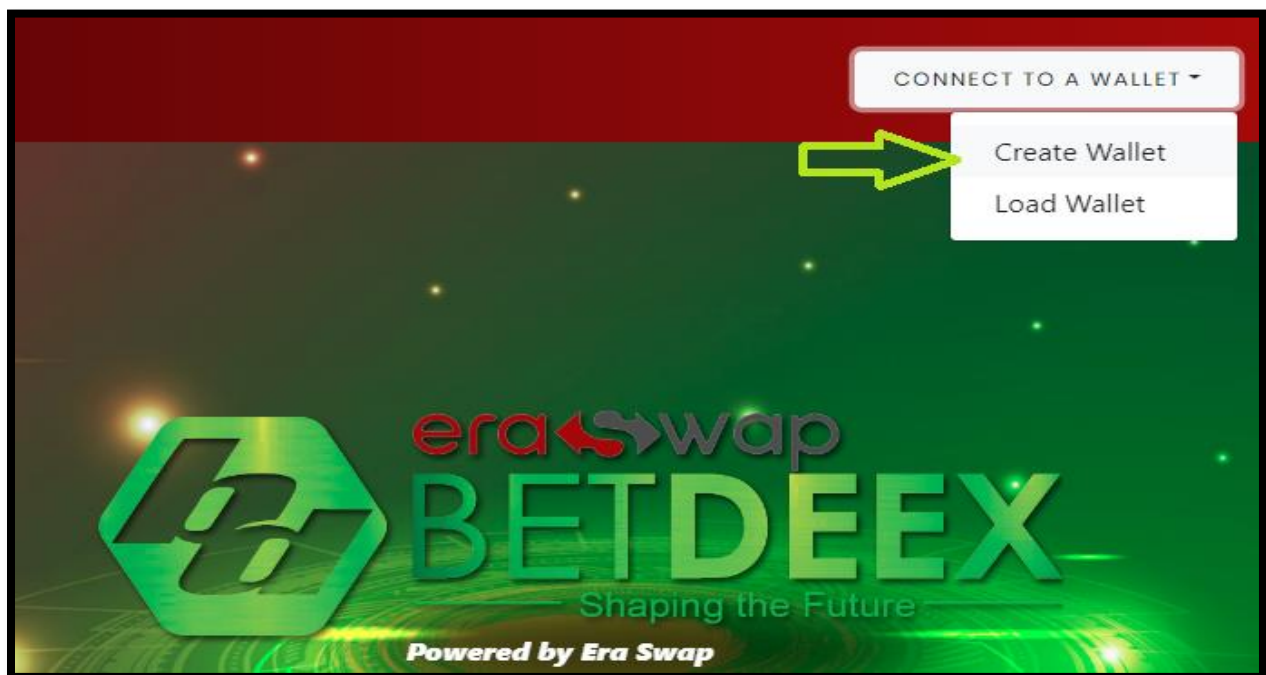 CONNECT TO A WALLET
Create Wallet
Load Wallet
era swap
BETDEEX
Shaping the Future
Powered by Era Swap